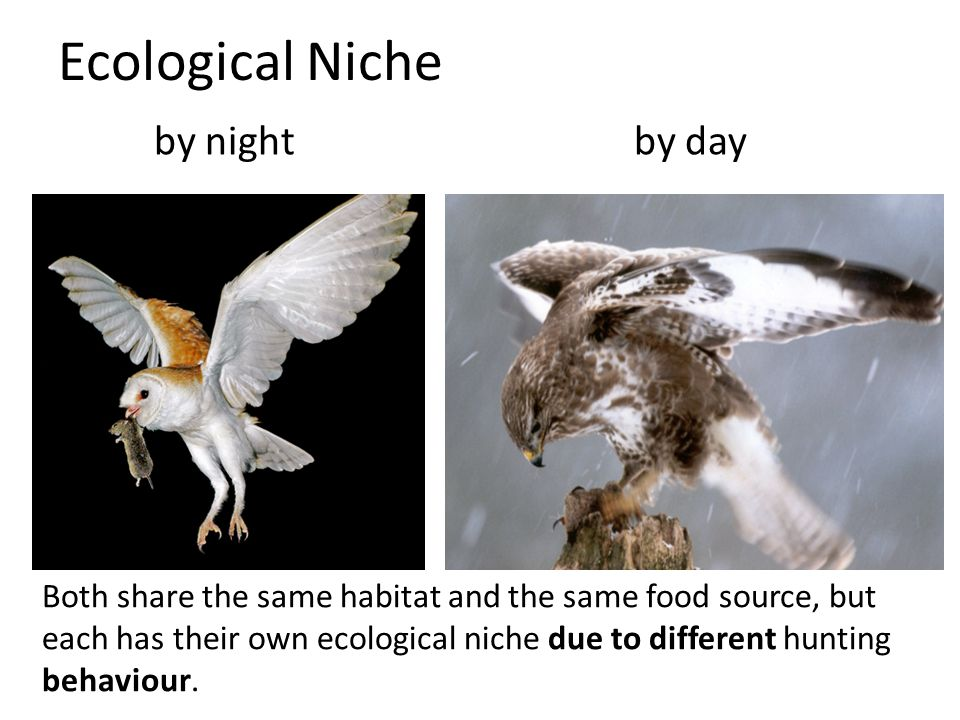 Ecological Niche
by night by day
Both share the same habitat and the same food source, but
each has their own ecological niche due to different hunting
behaviour.